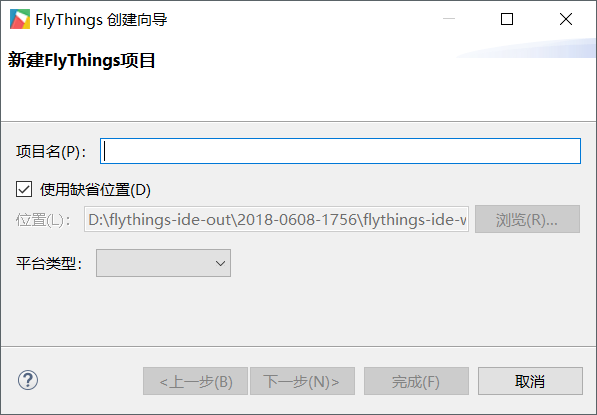 FlyThings 创建向导
新建FlyThings项目
项目名(P):
使用缺省位置(D)
位置(L): D:\flythings-ide-out\2018-0608-1756\flythings-ide-w 浏览(R)...
平台类型:
<上一步(B) 下一步(N)> 完成(F) 取消